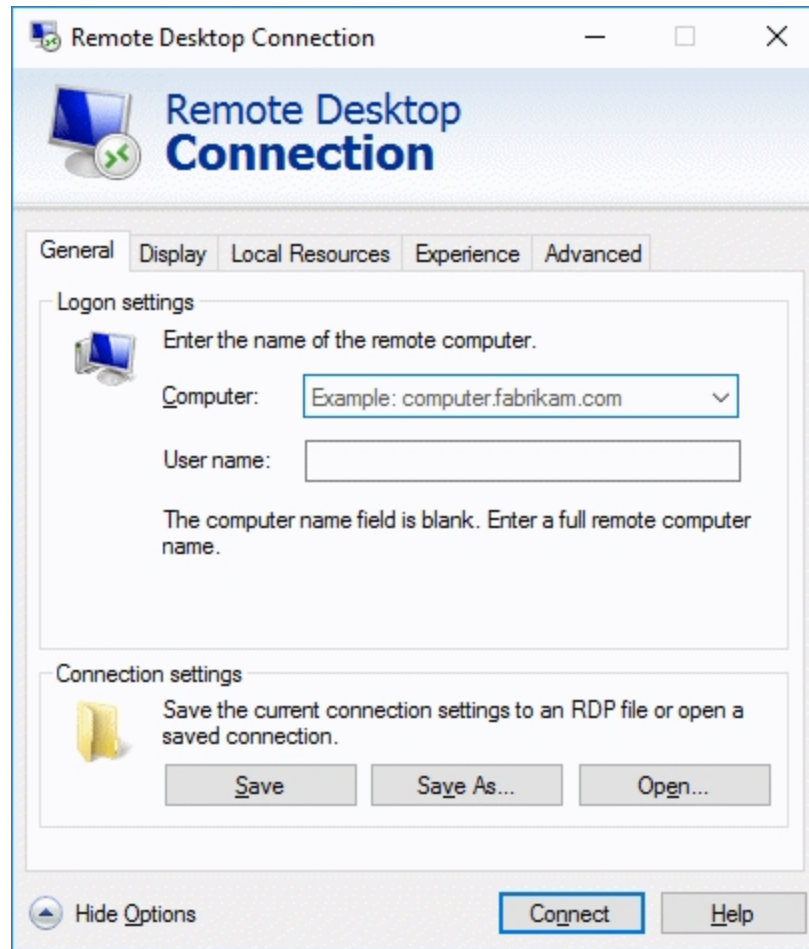 Remote Desktop Connection
Remote Desktop
Connection
General Display Local Resources Experience Advanced
Logon settings
Enter the name of the remote computer.
Computer: Example: computer.fabrikam.com
User name:
The computer name field is blank. Enter a full remote computer
name.
Connection settings
Save the current connection settings to an RDP file or open a
saved connection.
Save Save As... Open...
Hide Options Connect Help